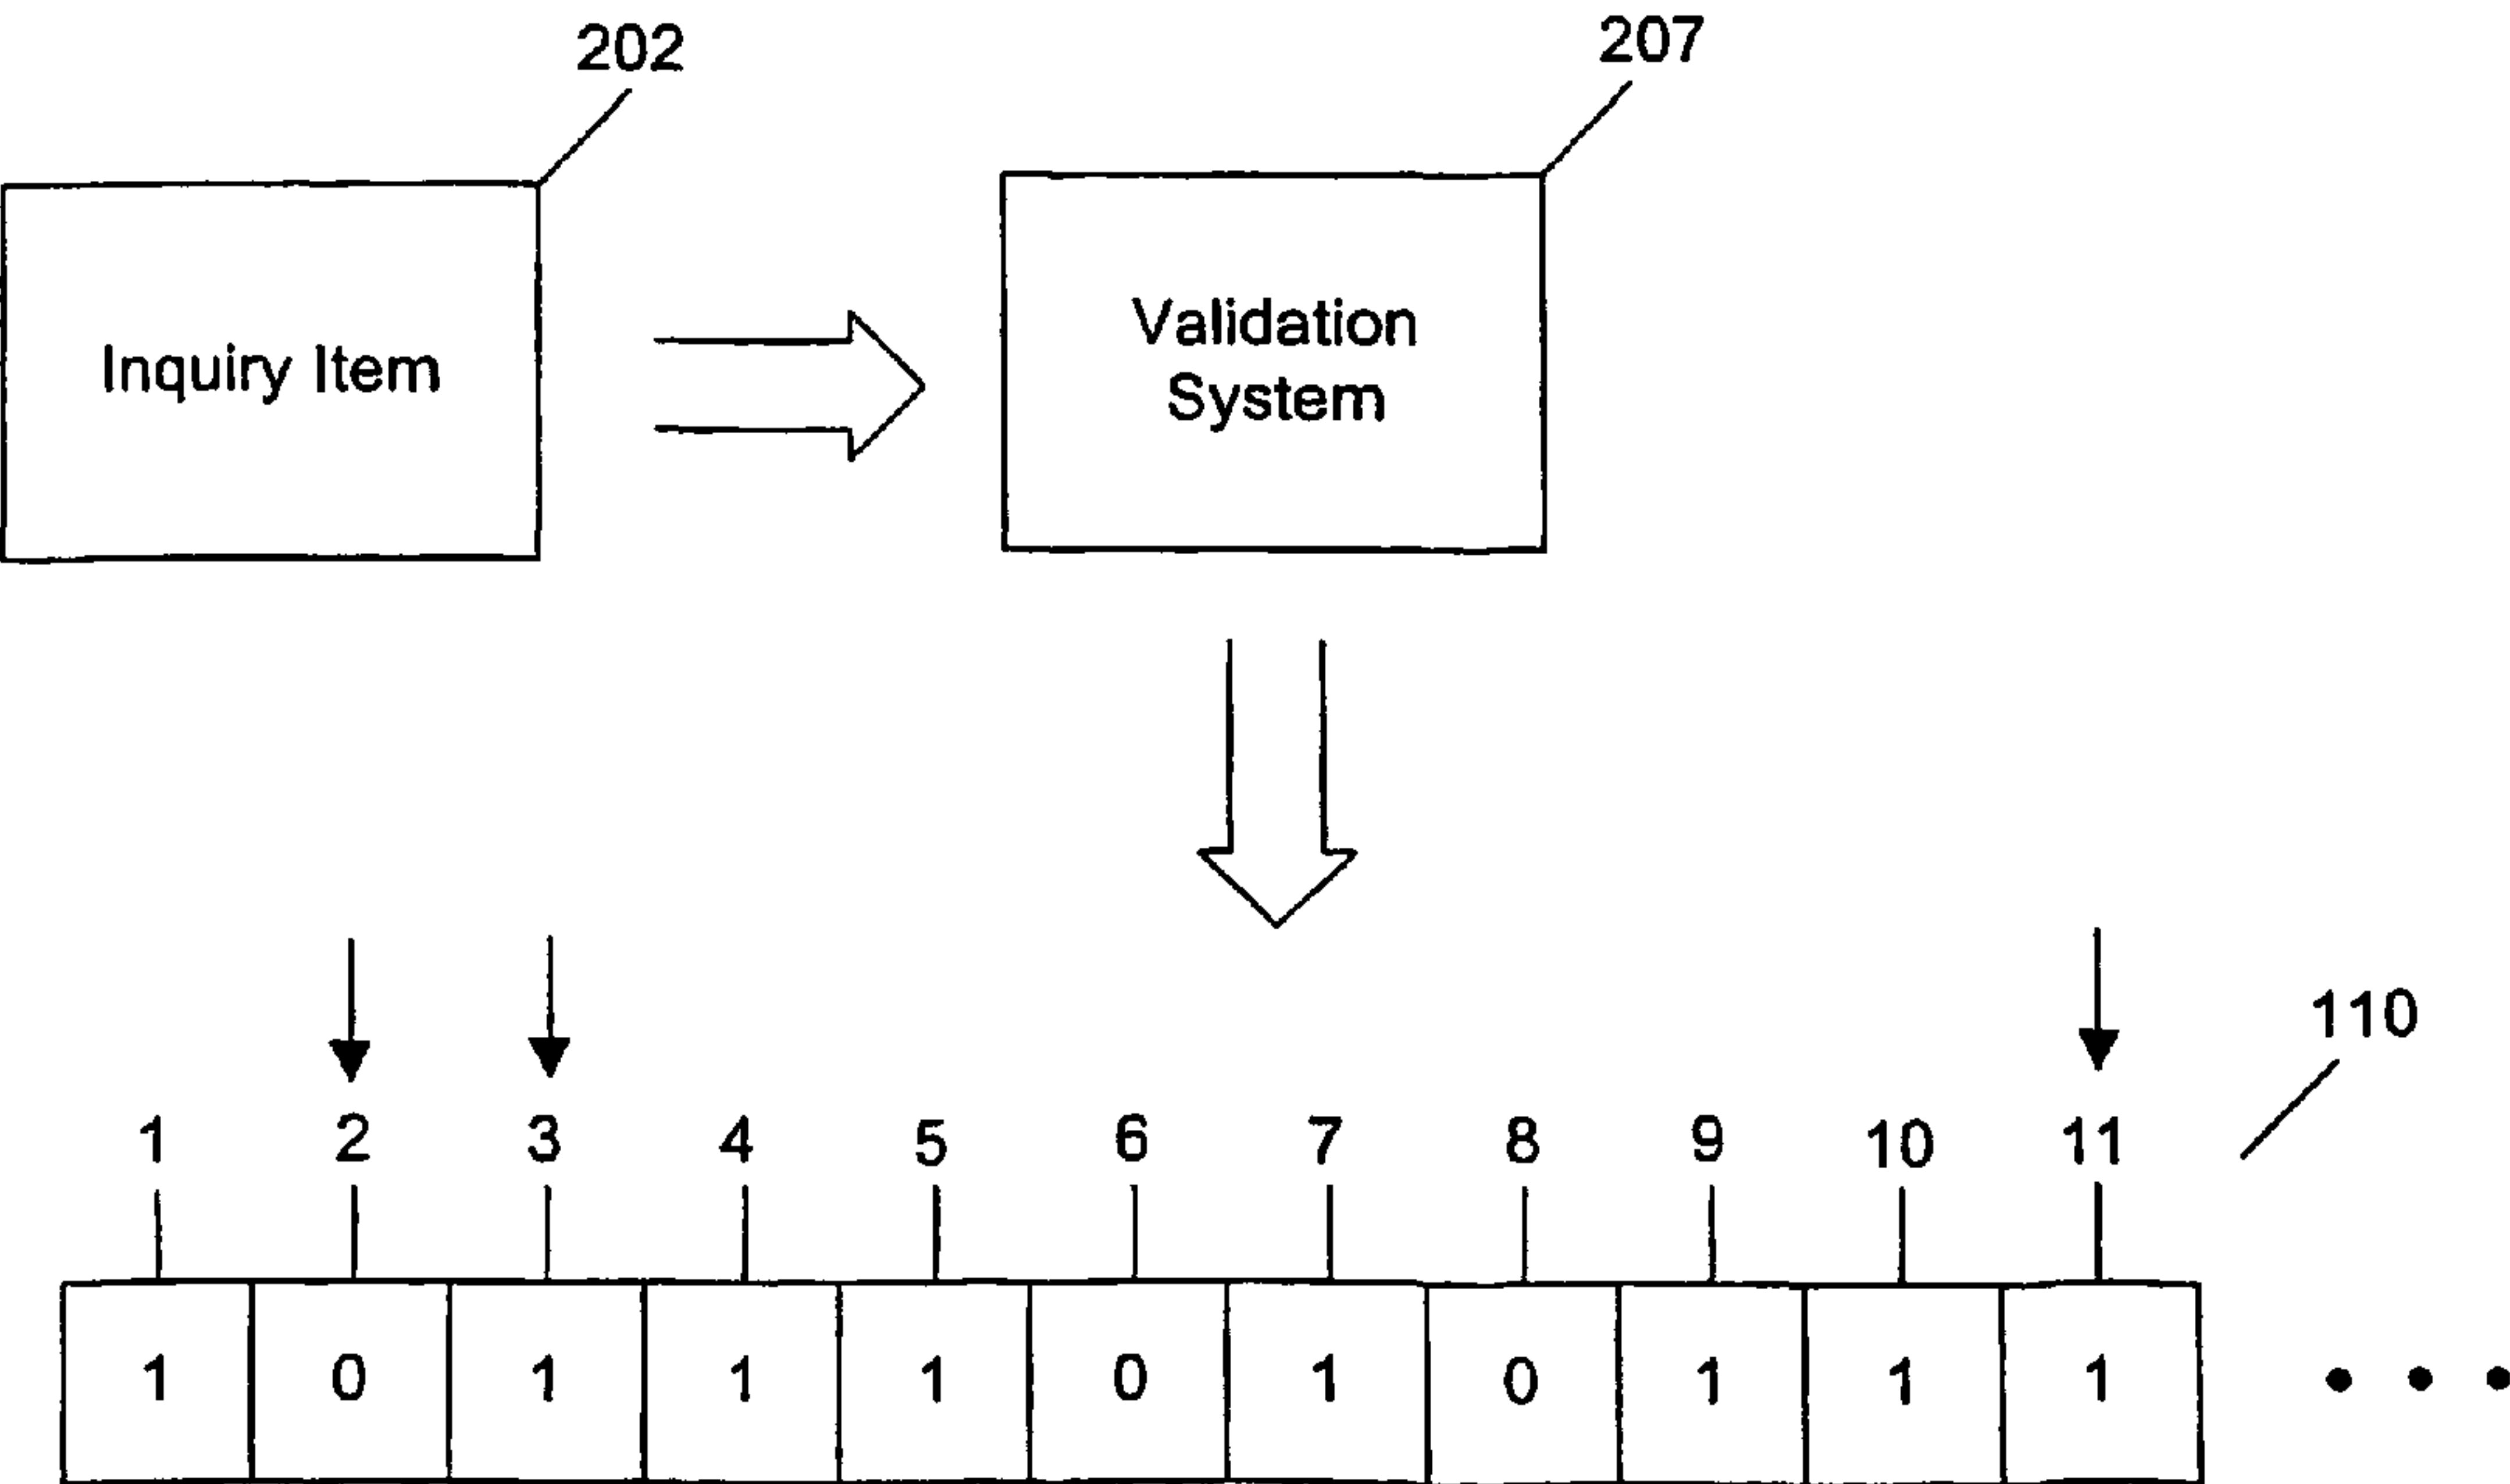 202
207
Inquiry Item
Validation
System
110
1 2 3 4 5 6 7 8 9 10 11
1 0 1 1 1 0 1 0 1 1 1 • • •